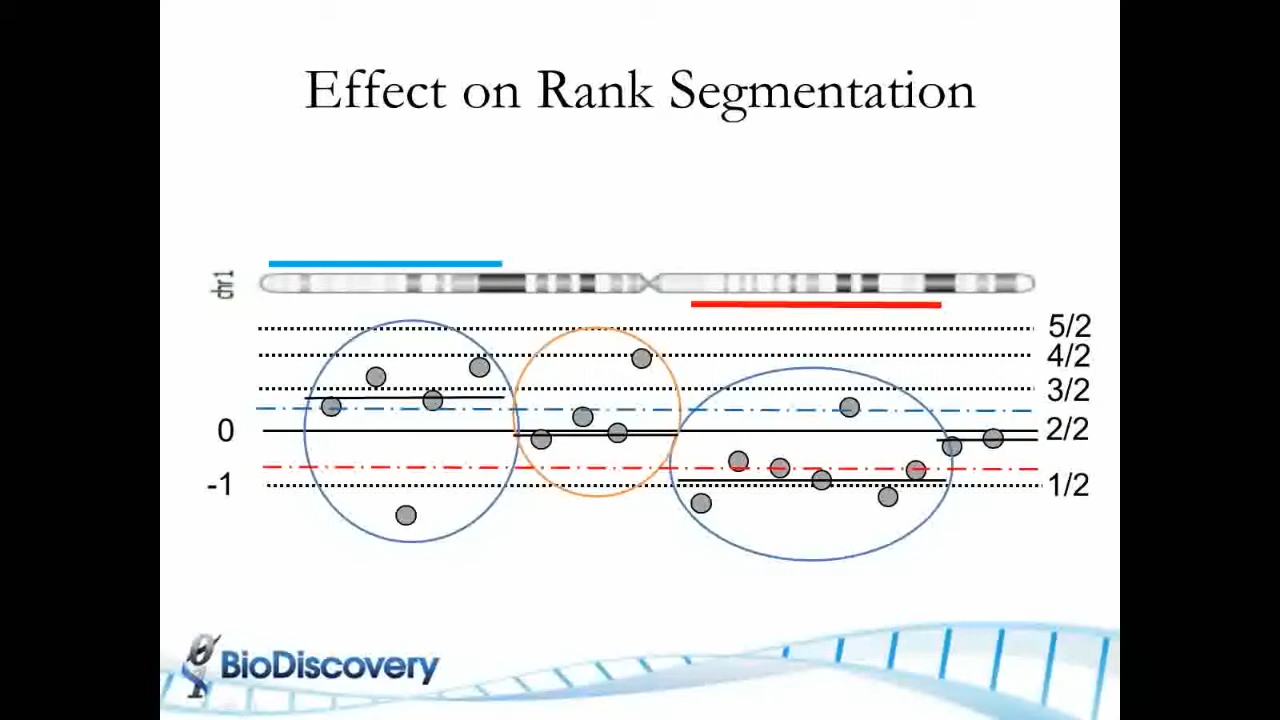 Effect on Rank Segmentation
chr1
5/2
4/2
3/2
0
2/2
-1
1/2
BioDiscovery